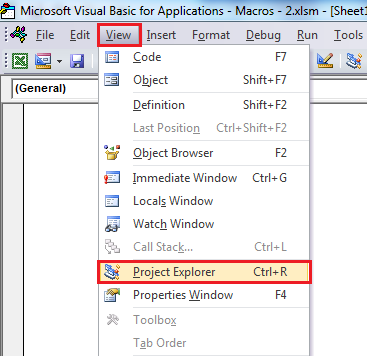 Microsoft Visual Basic for Applications - Macros - 2.xlsm - [Sheet1
File Edit View Insert Format Debug Run Tools
(General)
Code F7
Object Shift+F7
Definition Shift+F2
Last Position Ctrl+Shift+F2
Object Browser F2
Immediate Window Ctrl+G
Locals Window
Watch Window
Call Stack... Ctrl+L
Project Explorer Ctrl+R
Properties Window F4
Toolbox
Tab Order